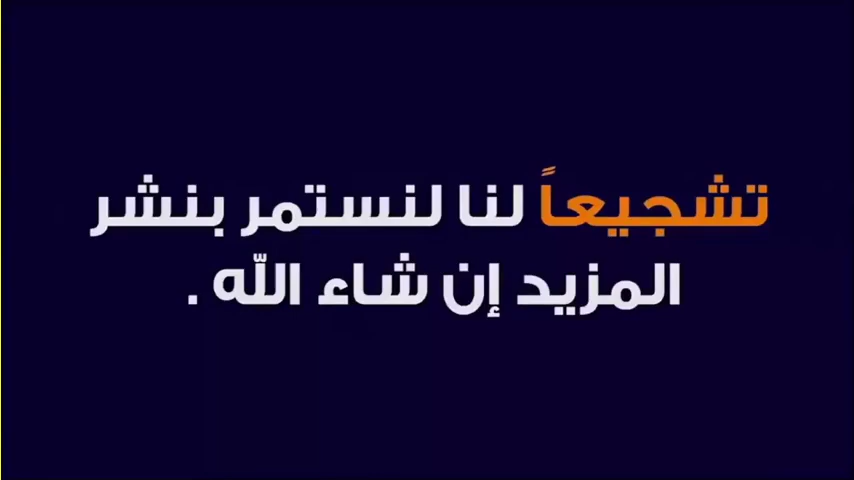 تشجيعاً لنا لنستمر بنشر
المزيد إن شاء الله .